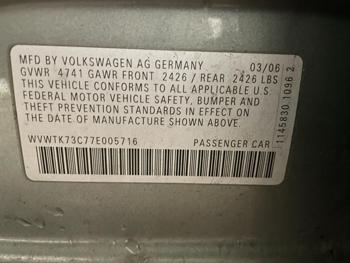 MFD BY VOLKSWAGEN AG GERMANY 03/06
GVWR 4741 GAWR FRONT 2426 / REAR 2426 LBS
THIS VEHICLE CONFORMS TO ALL APPLICABLE U.S
FEDERAL MOTOR VEHICLE SAFETY, BUMPER AND
THEFT PREVENTION STANDARDS IN EFFECT ON
THE DATE OF MANUFACTURE SHOWN ABOVE.
WVWTK73C77E005716 PASSENGER CAR
1145830 1096 2